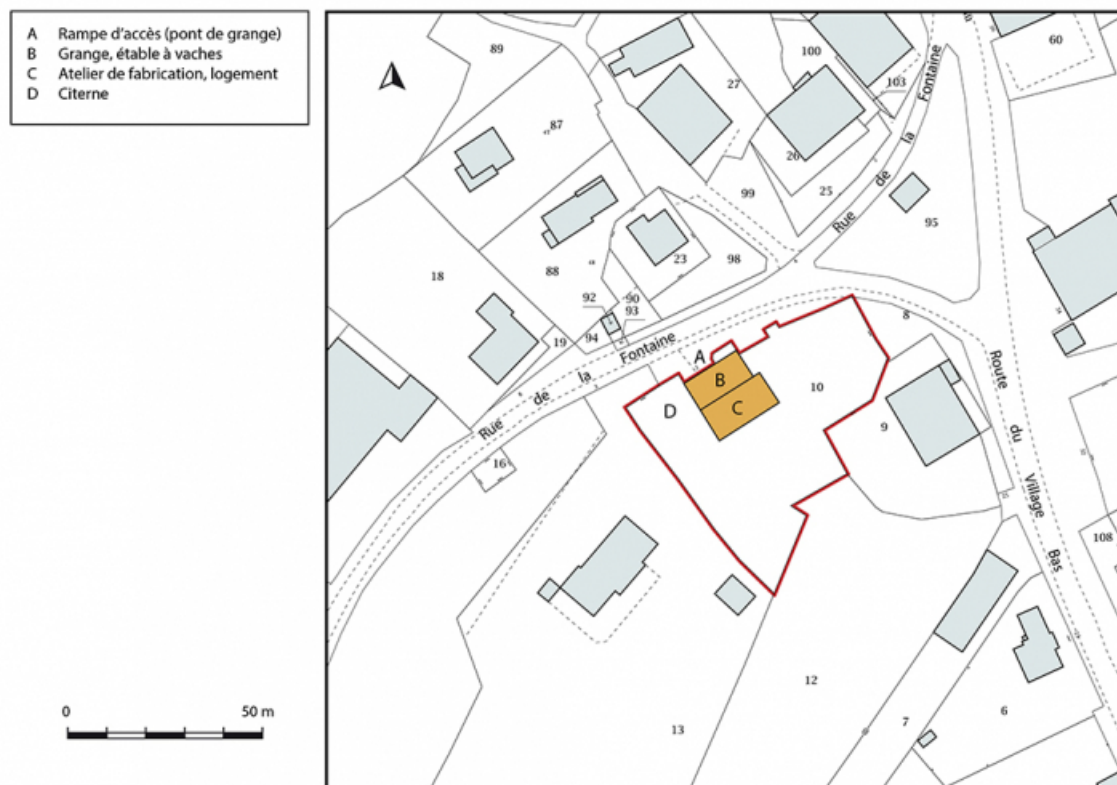 A Rampe d'accès (pont de grange)
B Grange, étable à vaches
C Atelier de fabrication, logement
D Citerne
0 50 m
89
100
60
27
103
87
26
99
25
95
18
88
23
98
90
92
93
94
19
8
10
9
16
108
12
13
7
6
A
B
C
D
Rue de la Fontaine
Rue de la Fontaine
Route du Village Bas